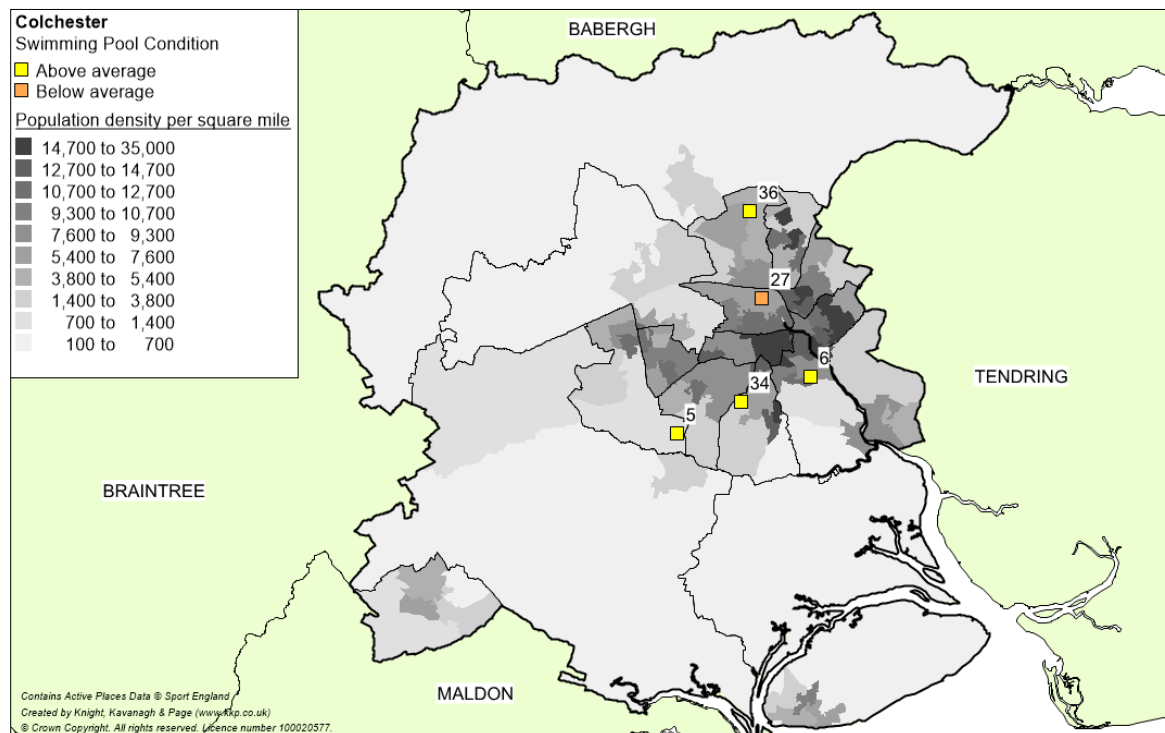 Colchester
Swimming Pool Condition
Above average
Below average
Population density per square mile
14,700 to 35,000
12,700 to 14,700
10,700 to 12,700
9,300 to 10,700
7,600 to 9,300
5,400 to 7,600
3,800 to 5,400
1,400 to 3,800
700 to 1,400
100 to 700
BABERGH
36
27
6
34
5
TENDRING
BRAINTREE
MALDON
Contains Active Places Data © Sport England
Created by Knight, Kavanagh & Page (www.kkp.co.uk)
© Crown Copyright. All rights reserved. Licence number 100020577.